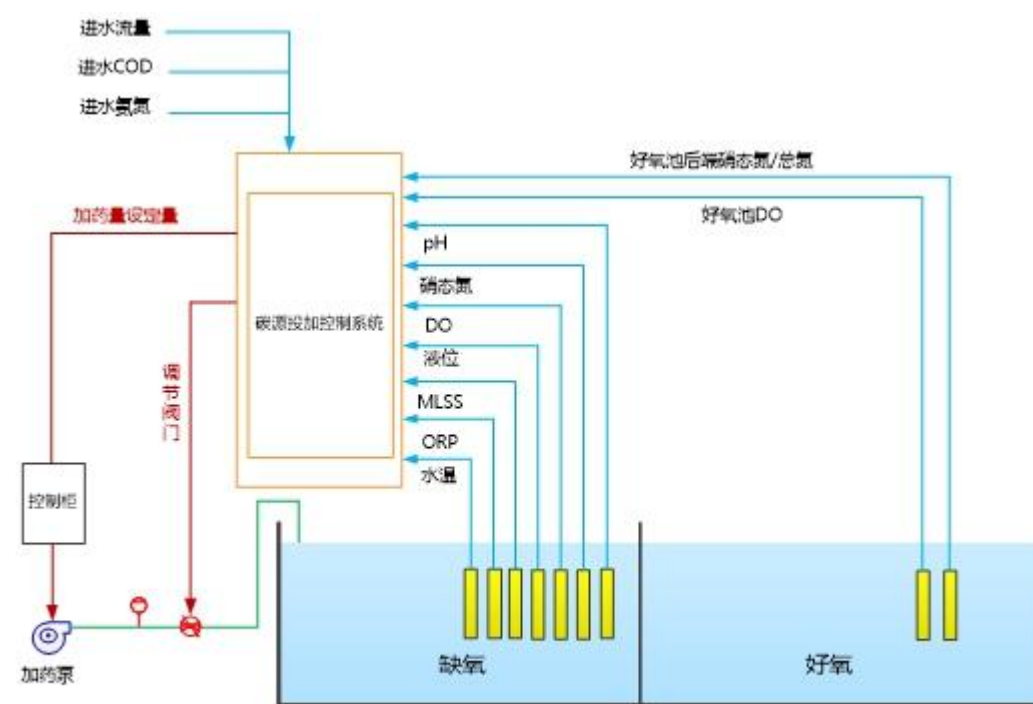 进水流量
进水COD
进水氨氮
好氧池后端硝态氮/总氮
加药量设定量
好氧池DO
pH
硝态氮
碳源投加控制系统
DO
液位
调节阀门
MLSS
ORP
水温
控制柜
加药泵
缺氧
好氧